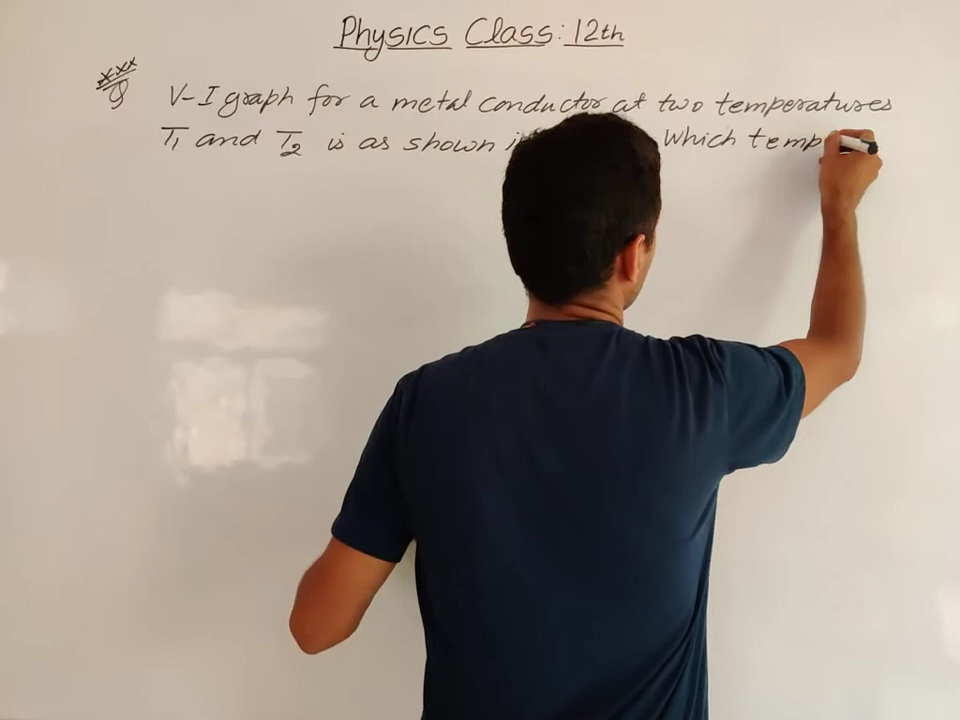 Physics Class: 12th
Q V-I graph for a metal conductor at two temperatures
T1 and T2 is as shown Which temp